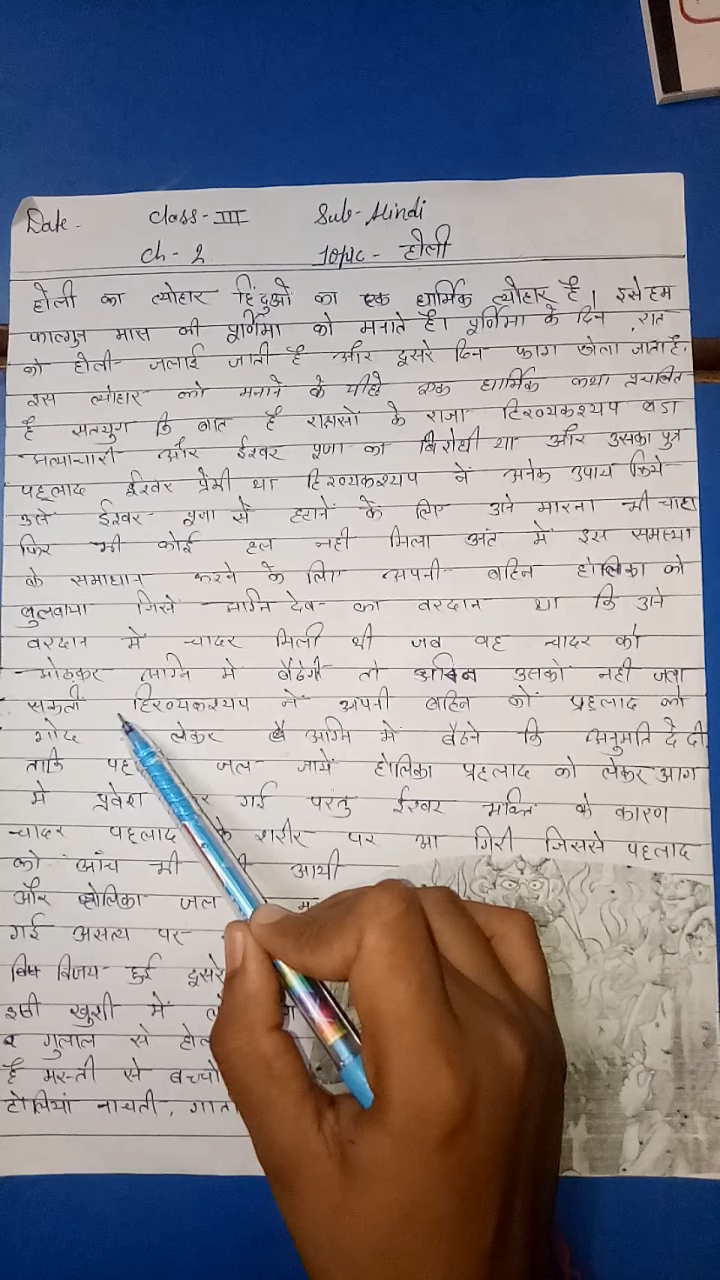 Date - Class - III Sub - Hindi
Ch - 2 Topic - होली
होली का त्योहार हिंदुओं का एक धार्मिक त्योहार है। इसे हम
फाल्गुन मास की पूर्णिमा को मनाते है। पूर्णिमा के दिन रात
को होली जलाई जाती है और दूसरे दिन फाग खेला जाता है,
इस त्योहार को मनाने के पीछे एक धार्मिक कथा प्रचलित
है सतयुग कि बात है राक्षसों के राजा हिरण्यकश्यप बडा
अत्याचारी और ईश्वर पूजा का विरोधी था और उसका पुत्र
पहलाद ईश्वर प्रेमी था हिरण्यकश्यप नें अनेक उपाय किये
उसे ईश्वर पूजा से हटानें के लिए उसे मारना भी चाहा
फिर भी कोई हल नही मिला अंत में इस समस्या
के समाधान करने के लिए अपनी बहिन होलिका को
बुलवाया जिसें अग्नि देव का वरदान था कि उसे
वरदान में चादर मिली थी जब वह चादर को
ओढ़कर अग्नि में बैठेगी तो अग्नि उसकों नही जला
सकती हिरण्यकश्यप नें अपनी बहिन कों प्रहलाद को
गोद लेकर अग्नि में बैठने कि अनुमति दे दी
ताकि जल जायें होलिका प्रहलाद को लेकर आग
में प्रवेश गई परंतु ईश्वर भक्ति के कारण
चादर पहलाद के शरीर पर आ गिरी जिससे पहलाद
को आँच भी आयी
और होलिका जल
गई असत्य पर
विजय हुई दूसरे
इसी खुशी में
व गुलाल से
है मस्ती से
टोलियां नाचती,